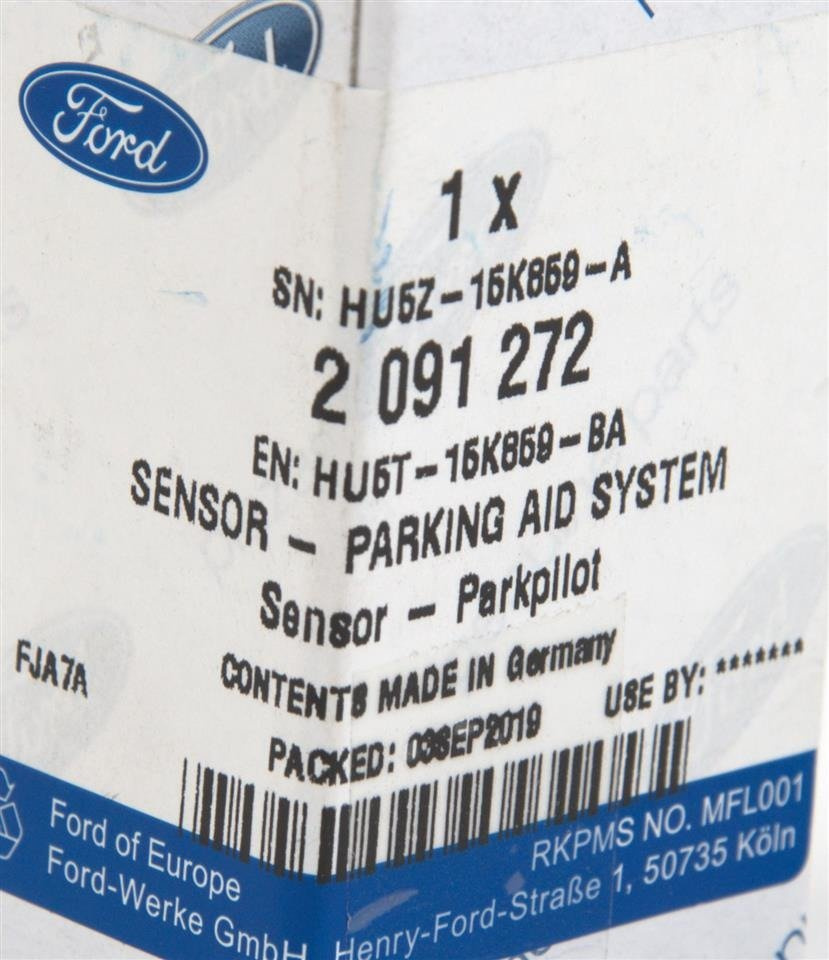 Ford
1 x
SN: HU5Z-15K859-A
2 091 272
EN: HU5T-15K859-BA
SENSOR - PARKING AID SYSTEM
Sensor - Parkpilot
FJA7A
CONTENTS MADE IN Germany
PACKED: 03SEP2019
USE BY: *******
Ford of Europe
Ford-Werke GmbH
RKPMS NO. MFL001
Henry-Ford-Straße 1, 50735 Köln